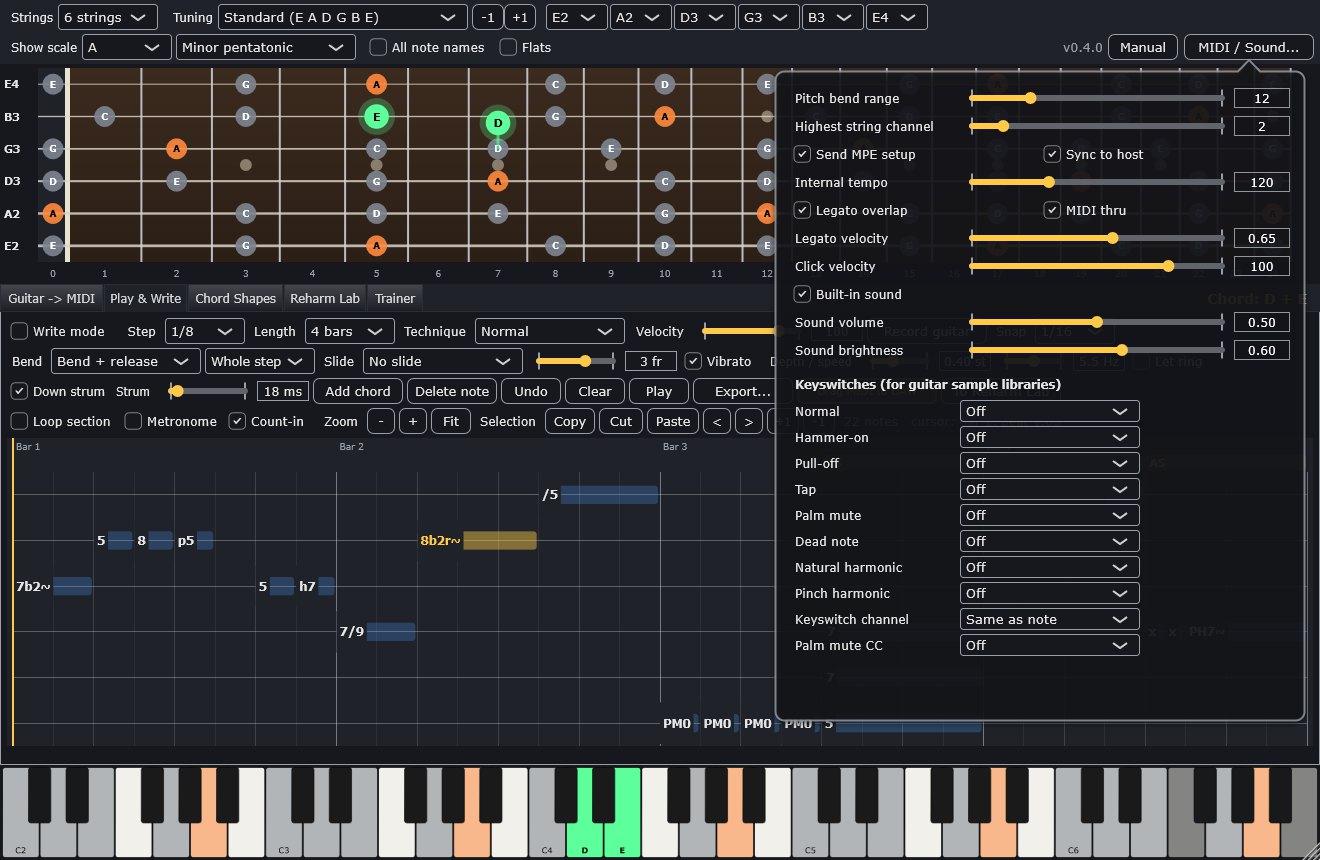 Strings 6 strings Tuning Standard (E A D G B E) -1 +1 E2 A2 D3 G3 B3 E4
Show scale A Minor pentatonic All note names Flats v0.4.0 Manual MIDI / Sound...
E4 E G A C D E
B3 C D E D G A
G3 G A C D E G
D3 D E G A C D
A2 A C D E G A
E2 E G A C D E
0 1 2 3 4 5 6 7 8 9 10 11 12
Guitar -> MIDI Play & Write Chord Shapes Reharm Lab Trainer
Write mode Step 1/8 Length 4 bars Technique Normal Velocity
Bend Bend + release Whole step Slide No slide 3 fr Vibrato
Down strum Strum 18 ms Add chord Delete note Undo Clear Play Export...
Loop section Metronome Count-in Zoom - + Fit Selection Copy Cut Paste < >
Bar 1 Bar 2 Bar 3
/5
5 8 p5 8b2r~
7b2~ 5 h7
7/9
PM0 PM0 PM0 PM0 5
Pitch bend range 12
Highest string channel 2
Send MPE setup Sync to host
Internal tempo 120
Legato overlap MIDI thru
Legato velocity 0.65
Click velocity 100
Built-in sound
Sound volume 0.50
Sound brightness 0.60
Keyswitches (for guitar sample libraries)
Normal Off
Hammer-on Off
Pull-off Off
Tap Off
Palm mute Off
Dead note Off
Natural harmonic Off
Pinch harmonic Off
Keyswitch channel Same as note
Palm mute CC Off
C2 C3 C4 D E C5 C6